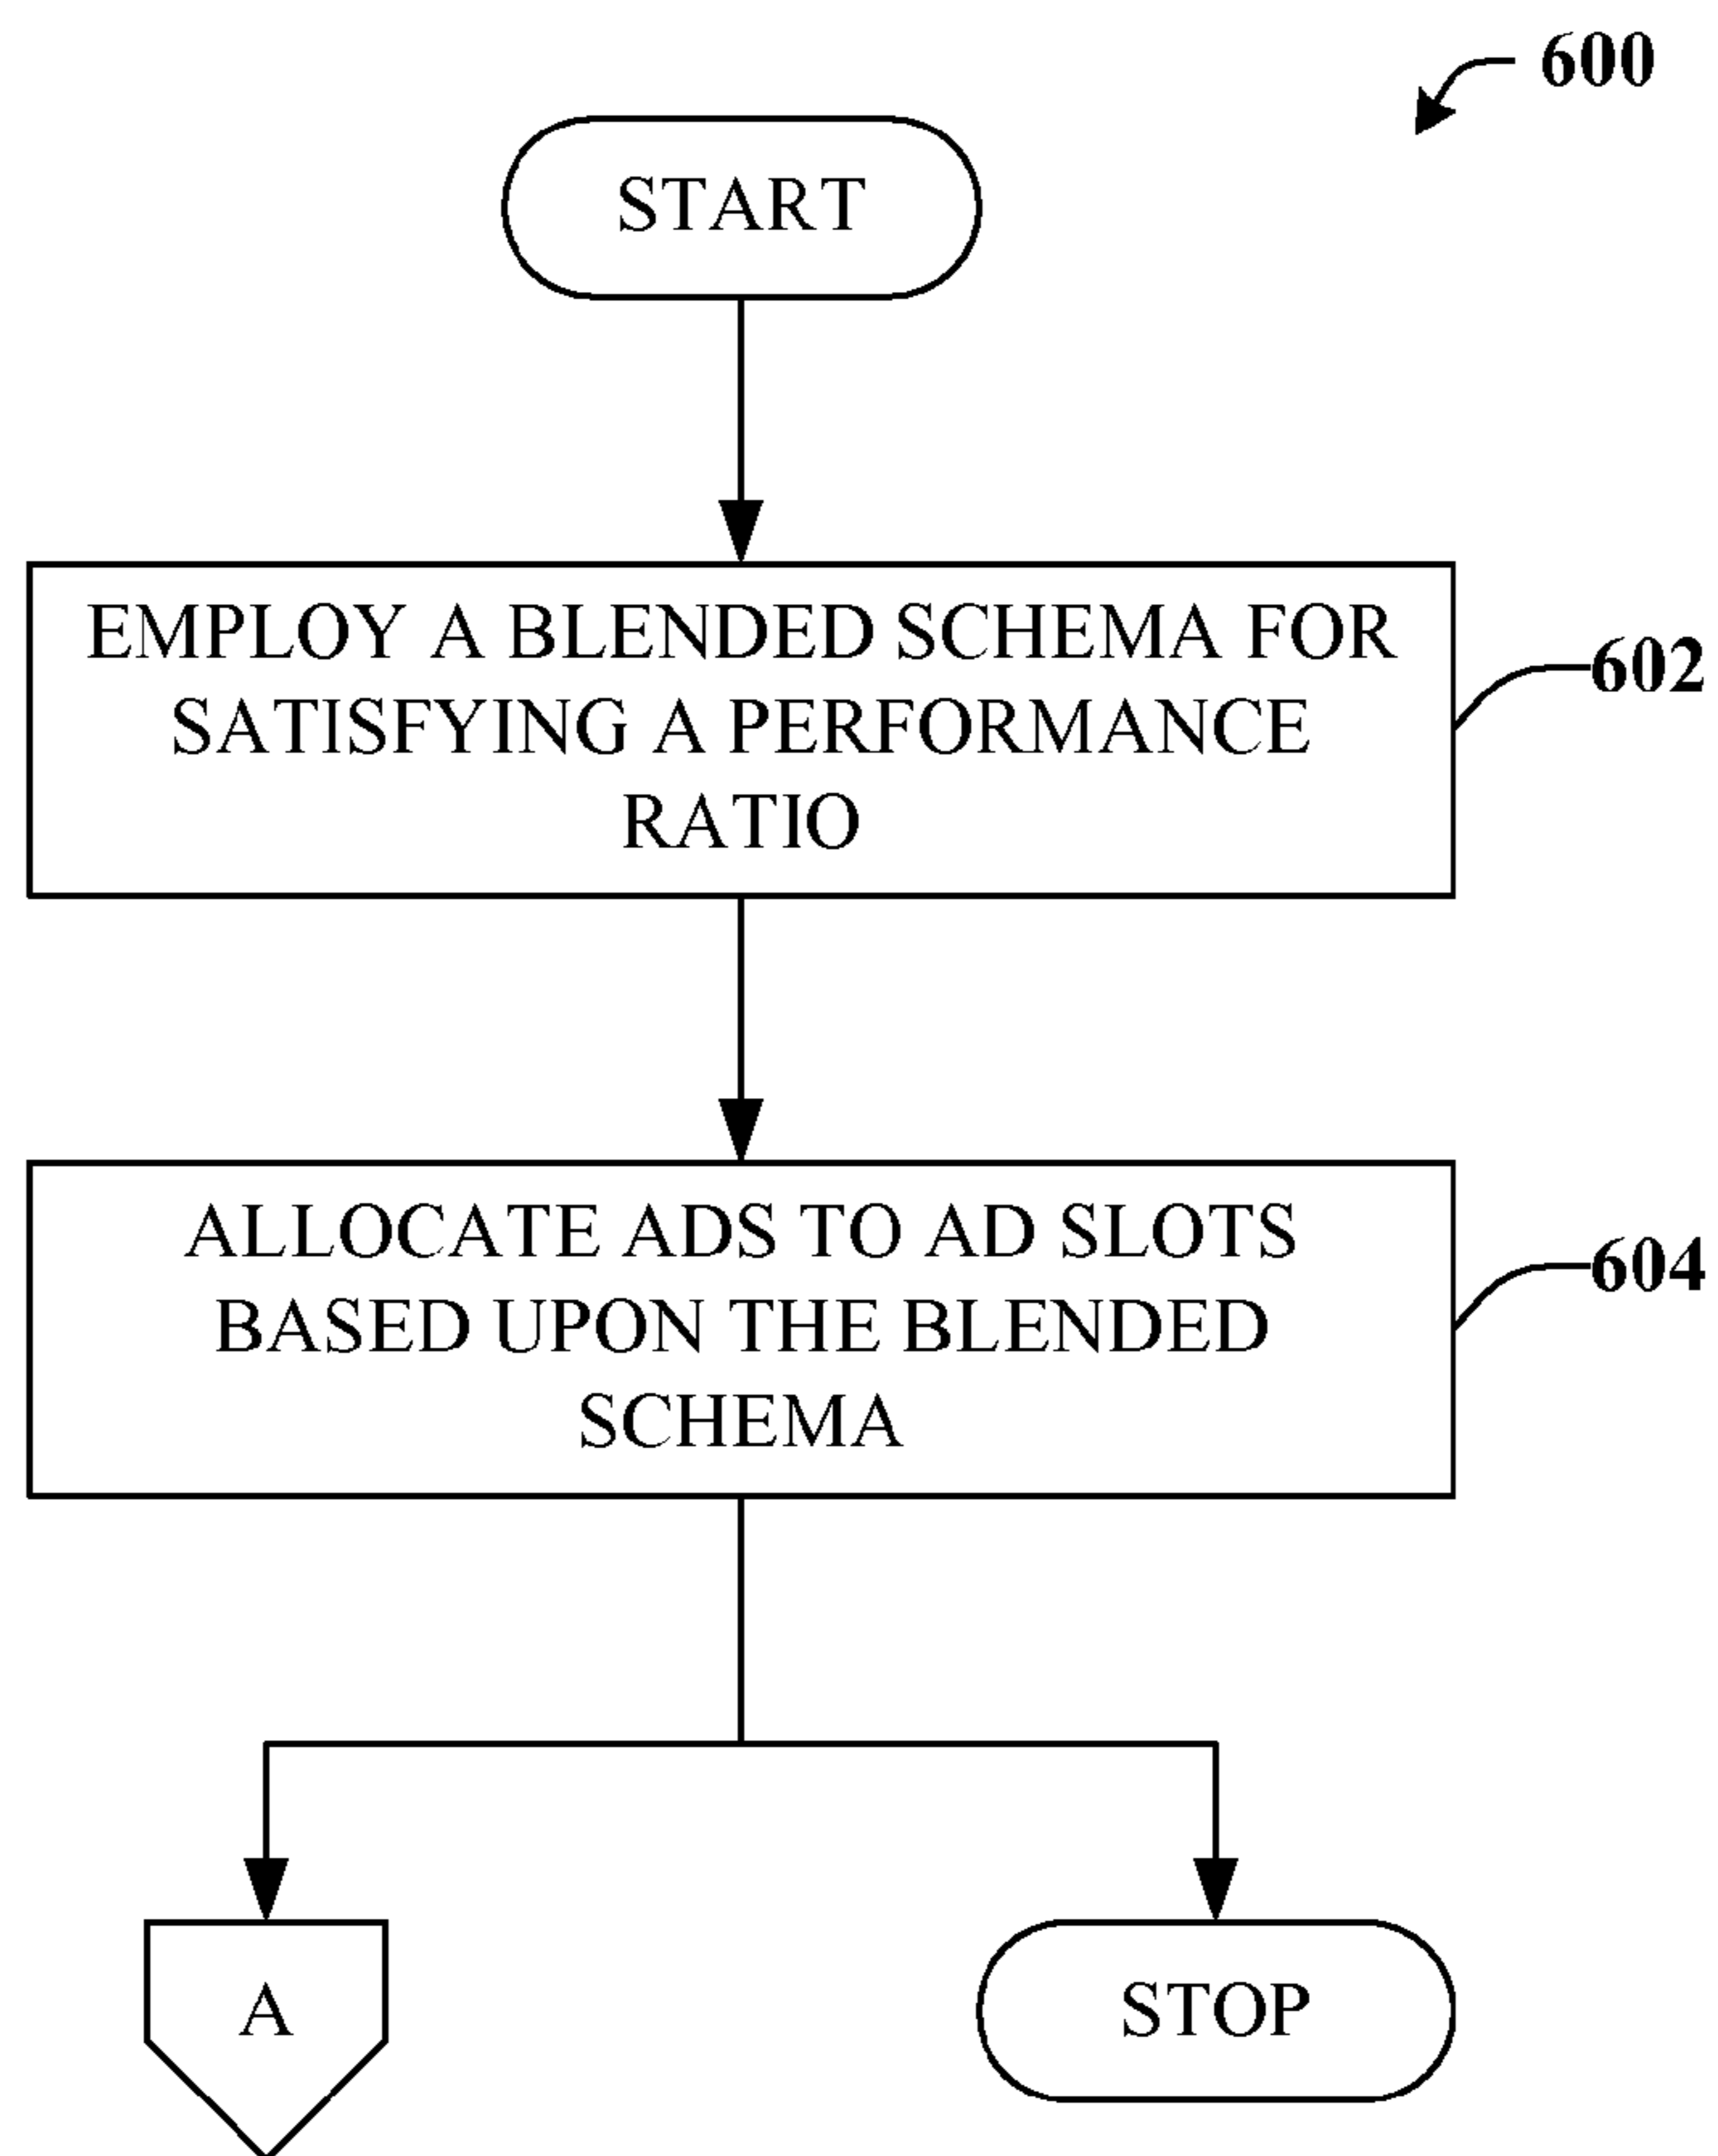 600
START
EMPLOY A BLENDED SCHEMA FOR
SATISFYING A PERFORMANCE
RATIO
602
ALLOCATE ADS TO AD SLOTS
BASED UPON THE BLENDED
SCHEMA
604
A
STOP